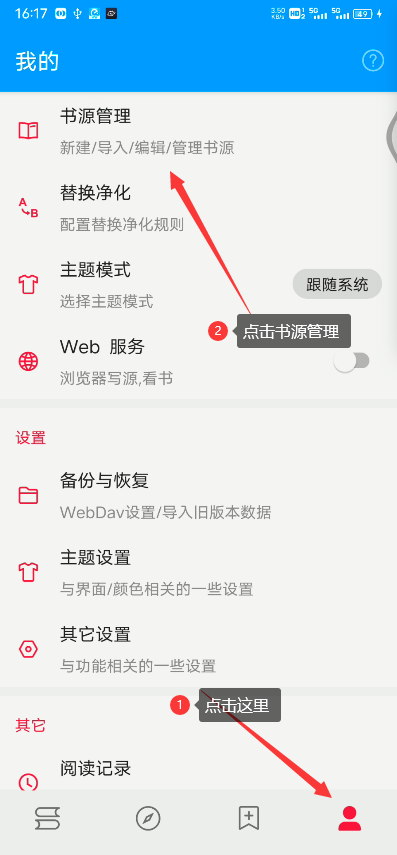 16:17
3.50 KB/s HD 1 2 5G 5G 49
我的
书源管理
新建/导入/编辑/管理书源
替换净化
配置替换净化规则
主题模式
选择主题模式
跟随系统
2 点击书源管理
Web 服务
浏览器写源,看书
设置
备份与恢复
WebDav设置/导入旧版本数据
主题设置
与界面/颜色相关的一些设置
其它设置
与功能相关的一些设置
1 点击这里
其它
阅读记录